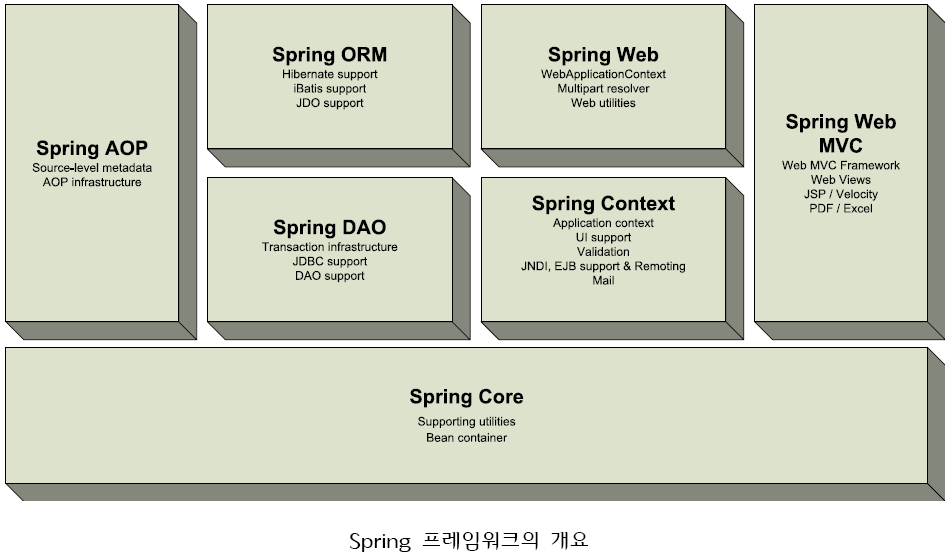 Spring AOP
Source-level metadata
AOP infrastructure
Spring ORM
Hibernate support
iBatis support
JDO support
Spring Web
WebApplicationContext
Multipart resolver
Web utilities
Spring Web
MVC
Web MVC Framework
Web Views
JSP / Velocity
PDF / Excel
Spring DAO
Transaction infrastructure
JDBC support
DAO support
Spring Context
Application context
UI support
Validation
JNDI, EJB support & Remoting
Mail
Spring Core
Supporting utilities
Bean container
Spring 프레임워크의 개요